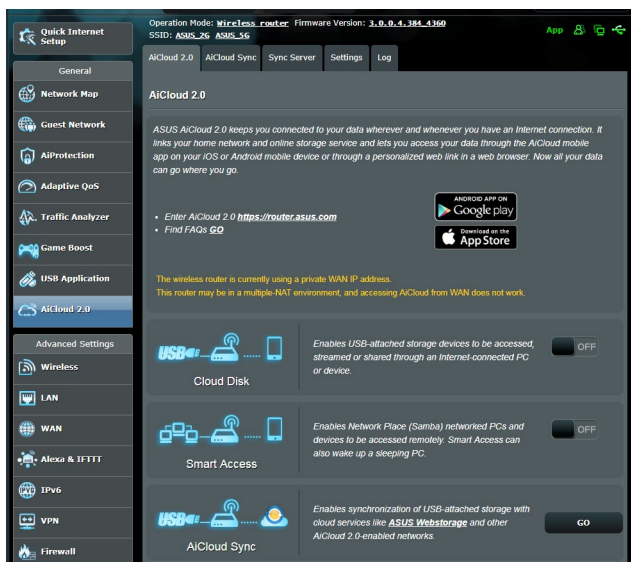 Quick Internet
Setup
Operation Mode: Wireless router Firmware Version: 3.0.0.4.384_4360
SSID: ASUS_2G ASUS_5G
App
AiCloud 2.0 AiCloud Sync Sync Server Settings Log
General
Network Map
Guest Network
AiProtection
Adaptive QoS
Traffic Analyzer
Game Boost
USB Application
AiCloud 2.0
Advanced Settings
Wireless
LAN
WAN
Alexa & IFTTT
IPv6
VPN
Firewall
AiCloud 2.0
ASUS AiCloud 2.0 keeps you connected to your data wherever and whenever you have an Internet connection. It
links your home network and online storage service and lets you access your data through the AiCloud mobile
app on your iOS or Android mobile device or through a personalized web link in a web browser. Now all your data
can go where you go.
• Enter AiCloud 2.0 https://router.asus.com
• Find FAQs GO
ANDROID APP ON
Google play
Download on the
App Store
The wireless router is currently using a private WAN IP address.
This router may be in a multiple-NAT environment, and accessing AiCloud from WAN does not work.
USB
Cloud Disk
Enables USB-attached storage devices to be accessed,
streamed or shared through an Internet-connected PC
or device.
OFF
Smart Access
Enables Network Place (Samba) networked PCs and
devices to be accessed remotely. Smart Access can
also wake up a sleeping PC.
OFF
USB
AiCloud Sync
Enables synchronization of USB-attached storage with
cloud services like ASUS Webstorage and other
AiCloud 2.0-enabled networks.
GO